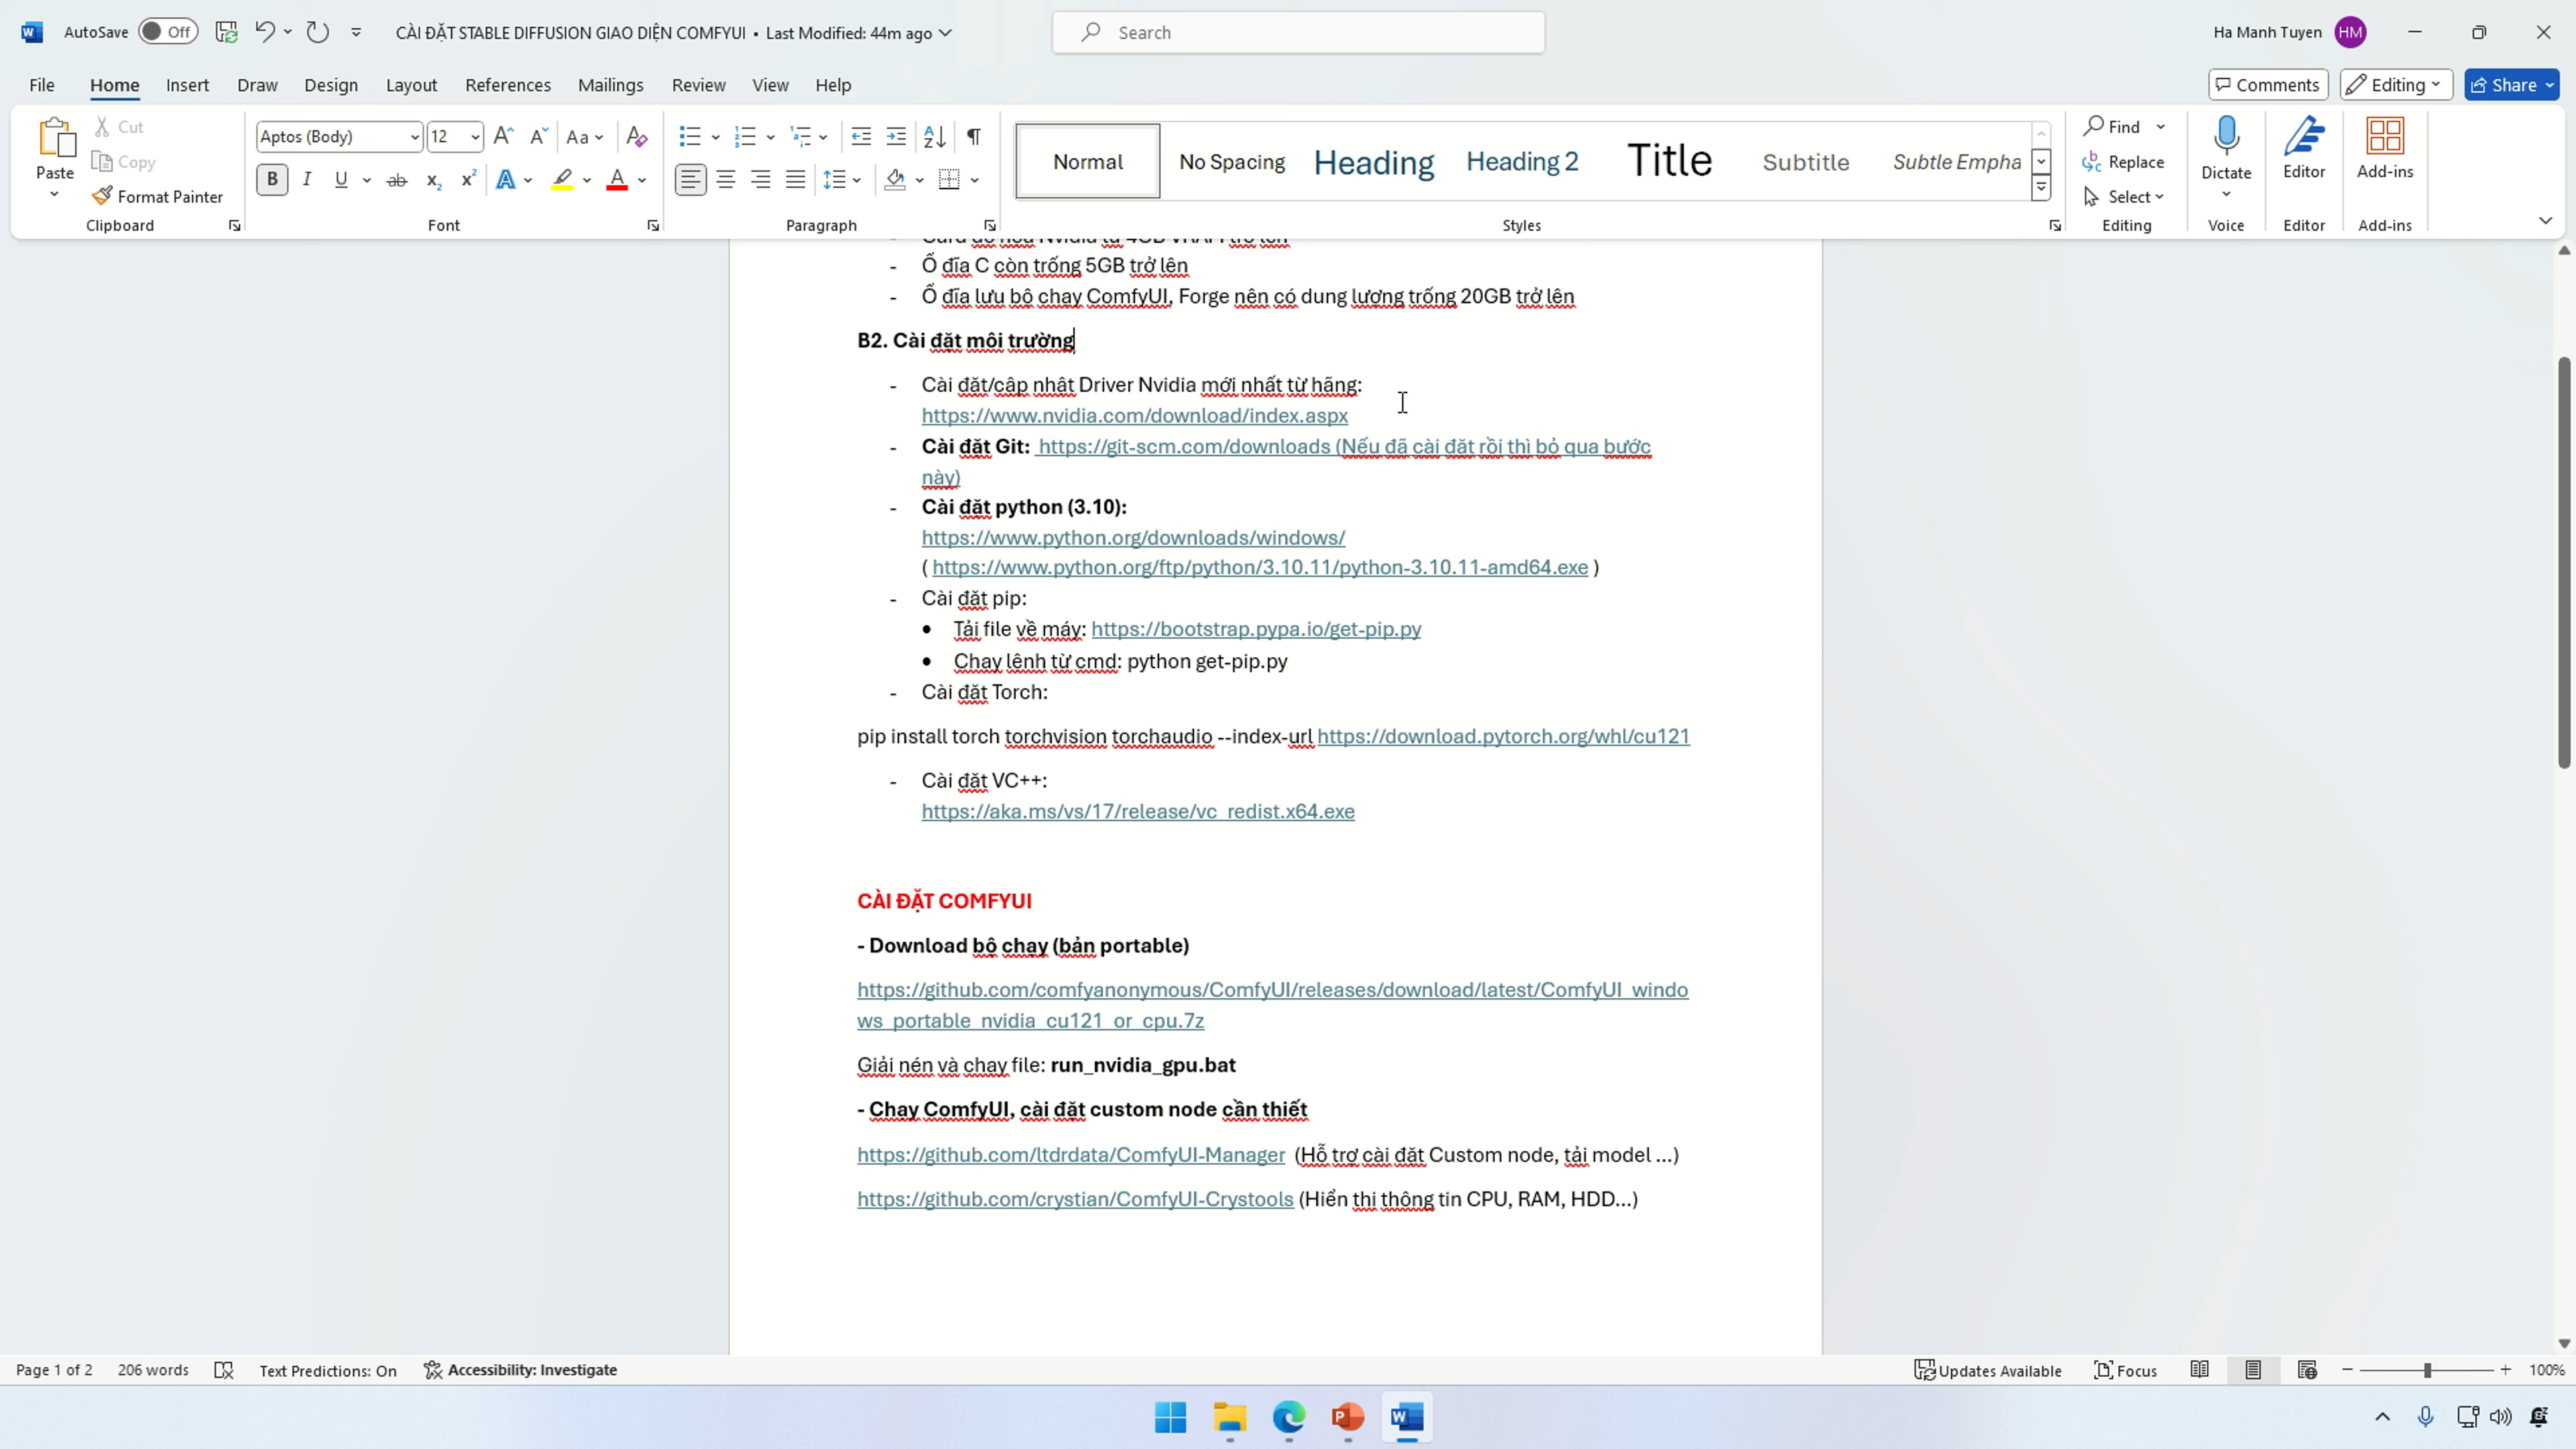 AutoSave Off CÀI ĐẶT STABLE DIFFUSION GIAO DIỆN COMFYUI • Last Modified: 44m ago Search Ha Manh Tuyen HM
File Home Insert Draw Design Layout References Mailings Review View Help Comments Editing Share
Paste Cut Copy Format Painter
Clipboard
Aptos (Body) 12 Aa
B I U ab x₂ x² A A
Font
Paragraph
Normal No Spacing Heading Heading 2 Title Subtitle Subtle Empha
Styles
Find
Replace
Select
Editing
Dictate
Voice
Editor
Editor
Add-ins
Add-ins
- Card đồ họa Nvidia từ 4GB VRAM trở lên
- Ổ đĩa C còn trống 5GB trở lên
- Ổ đĩa lưu bộ chạy ComfyUI, Forge nên có dung lượng trống 20GB trở lên
B2. Cài đặt môi trường
- Cài đặt/cập nhật Driver Nvidia mới nhất từ hãng:
https://www.nvidia.com/download/index.aspx
- Cài đặt Git: https://git-scm.com/downloads (Nếu đã cài đặt rồi thì bỏ qua bước
này)
- Cài đặt python (3.10):
https://www.python.org/downloads/windows/
( https://www.python.org/ftp/python/3.10.11/python-3.10.11-amd64.exe )
- Cài đặt pip:
• Tải file về máy: https://bootstrap.pypa.io/get-pip.py
• Chạy lệnh từ cmd: python get-pip.py
- Cài đặt Torch:
pip install torch torchvision torchaudio --index-url https://download.pytorch.org/whl/cu121
- Cài đặt VC++:
https://aka.ms/vs/17/release/vc_redist.x64.exe
CÀI ĐẶT COMFYUI
- Download bộ chạy (bản portable)
https://github.com/comfyanonymous/ComfyUI/releases/download/latest/ComfyUI_windo
ws_portable_nvidia_cu121_or_cpu.7z
Giải nén và chạy file: run_nvidia_gpu.bat
- Chạy ComfyUI, cài đặt custom node cần thiết
https://github.com/ltdrdata/ComfyUI-Manager (Hỗ trợ cài đặt Custom node, tải model ...)
https://github.com/crystian/ComfyUI-Crystools (Hiển thị thông tin CPU, RAM, HDD...)
Page 1 of 2 206 words Text Predictions: On Accessibility: Investigate Updates Available Focus 100%